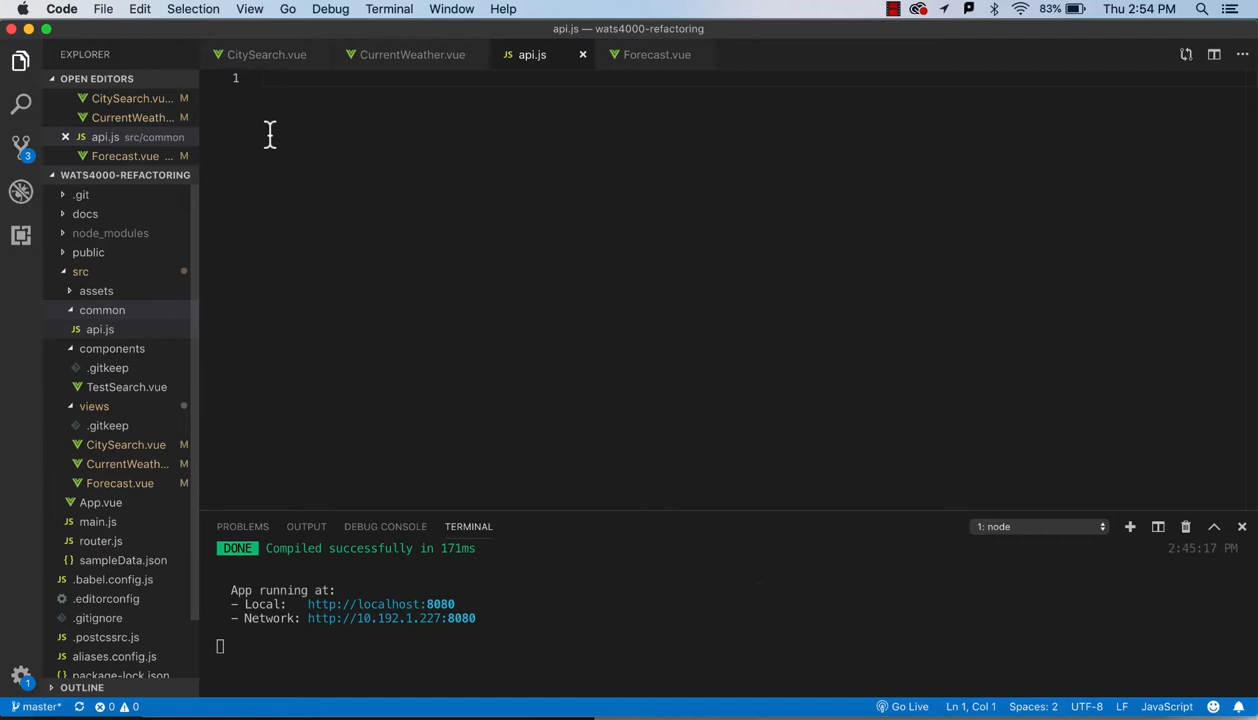 Code File Edit Selection View Go Debug Terminal Window Help 83% Thu 2:54 PM
api.js — wats4000-refactoring
EXPLORER
CitySearch.vue CurrentWeather.vue api.js Forecast.vue
OPEN EDITORS
CitySearch.vu... M
CurrentWeath... M
api.js src/common
Forecast.vue ... M
WATS4000-REFACTORING
.git
docs
node_modules
public
src
assets
common
api.js
components
.gitkeep
TestSearch.vue
views
.gitkeep
CitySearch.vue M
CurrentWeath... M
Forecast.vue M
App.vue
main.js
router.js
sampleData.json
.babel.config.js
.editorconfig
.gitignore
.postcssrc.js
aliases.config.js
package-lock.json
OUTLINE
3
1
1
PROBLEMS OUTPUT DEBUG CONSOLE TERMINAL 1: node
DONE Compiled successfully in 171ms 2:45:17 PM
App running at:
- Local: http://localhost:8080
- Network: http://10.192.1.227:8080
master* 0 0 Go Live Ln 1, Col 1 Spaces: 2 UTF-8 LF JavaScript